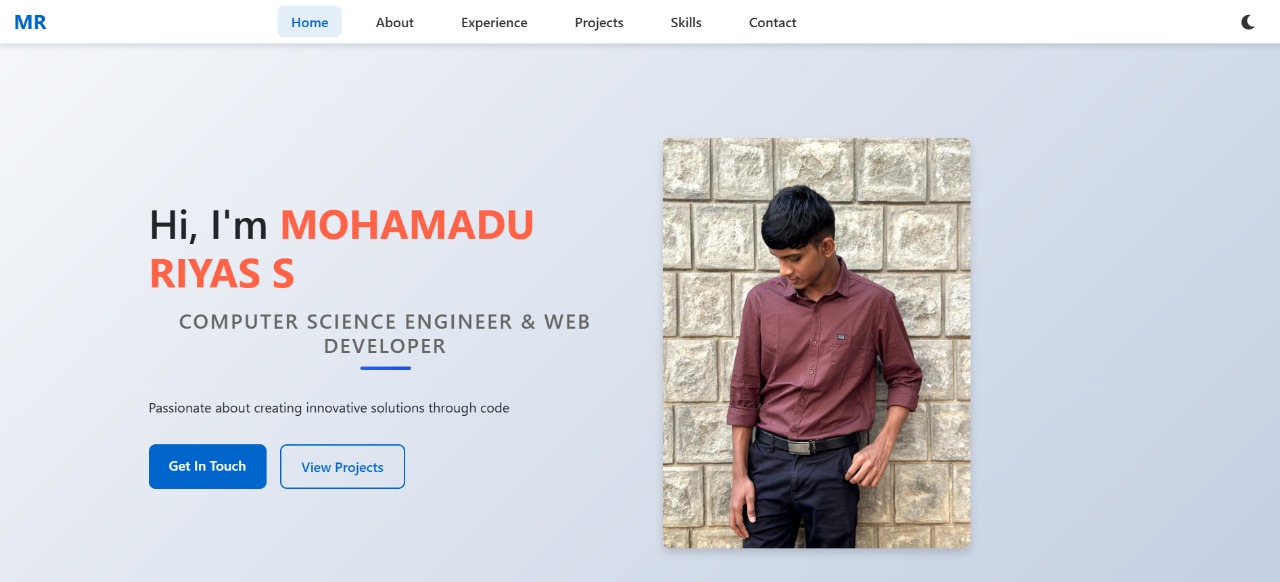 MR
Home About Experience Projects Skills Contact
Hi, I'm MOHAMADU
RIYAS S
COMPUTER SCIENCE ENGINEER & WEB
DEVELOPER
Passionate about creating innovative solutions through code
Get In Touch View Projects